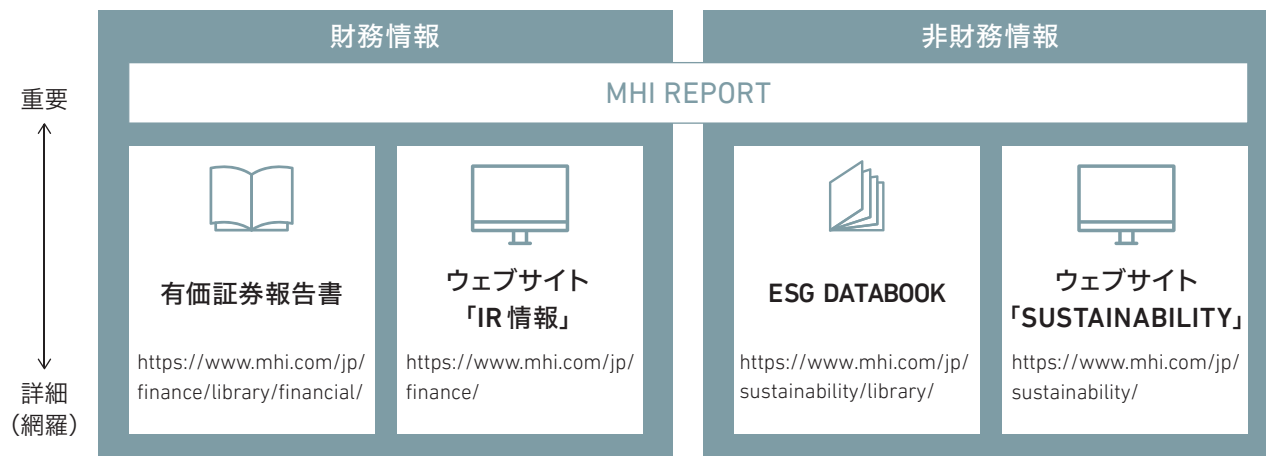 財務情報
非財務情報
MHI REPORT
重要
詳細
（網羅）
有価証券報告書
https://www.mhi.com/jp/
finance/library/financial/
ウェブサイト
「IR情報」
https://www.mhi.com/jp/
finance/
ESG DATABOOK
https://www.mhi.com/jp/
sustainability/library/
ウェブサイト
「SUSTAINABILITY」
https://www.mhi.com/jp/
sustainability/